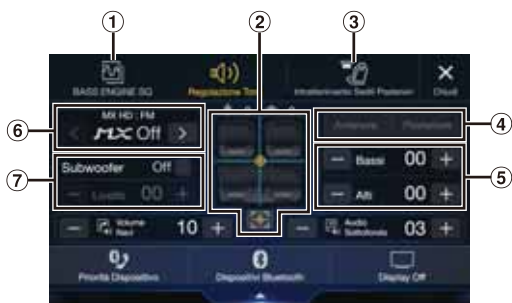 1
2
3
BASS ENGINE SQ
Regolazione Toni
Intrattenimento Sedili Posteriori
Chiudi
6
MX HD : FM
MX Off
4
Anteriore
Posteriore
7
Subwoofer Off
Livello 00
5
Bassi 00
Alti 00
Volume Navi 10
Audio Sottofondo 03
Priorità Dispositivo
Dispositivi Bluetooth
Display Off